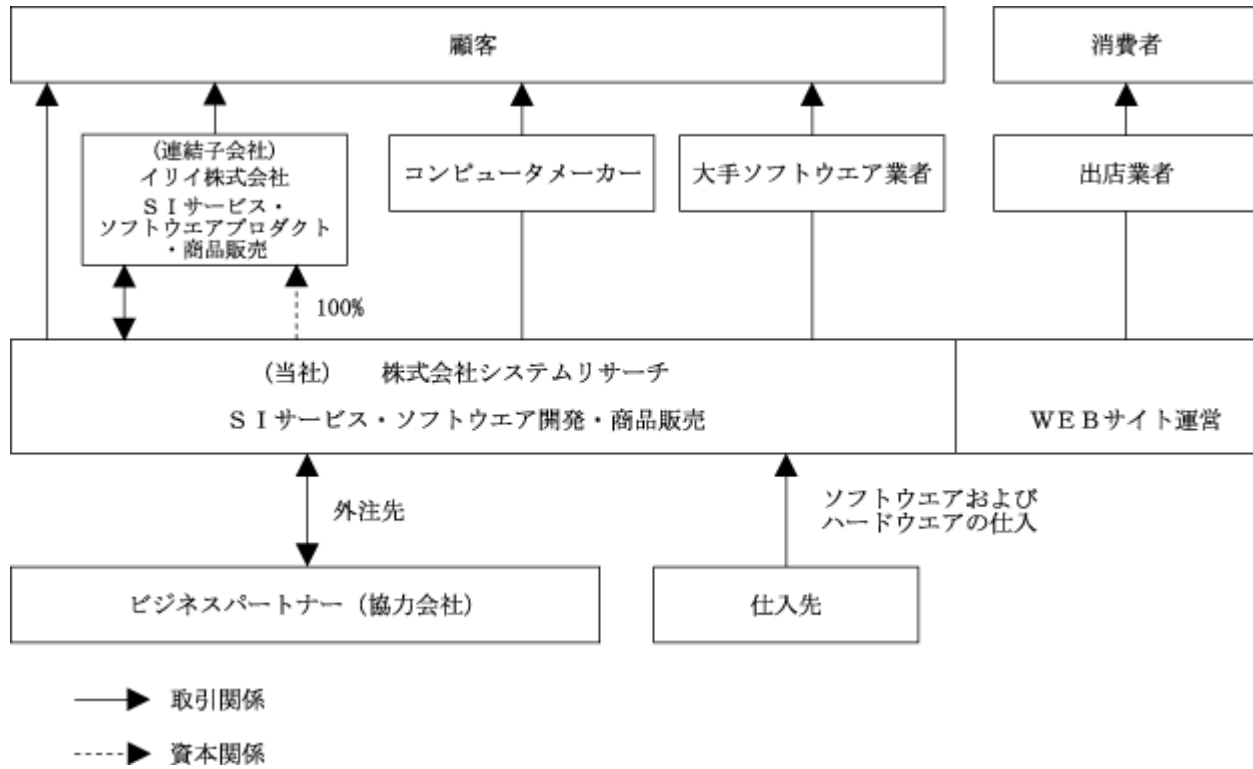 顧客
消費者
(連結子会社)
イリイ株式会社
ＳＩサービス・
ソフトウエアプロダクト
・商品販売
コンピュータメーカー
大手ソフトウエア業者
出店業者
100%
(当社)　　株式会社システムリサーチ
ＳＩサービス・ソフトウエア開発・商品販売
ＷＥＢサイト運営
外注先
ソフトウエアおよび
ハードウエアの仕入
ビジネスパートナー（協力会社）
仕入先
取引関係
資本関係